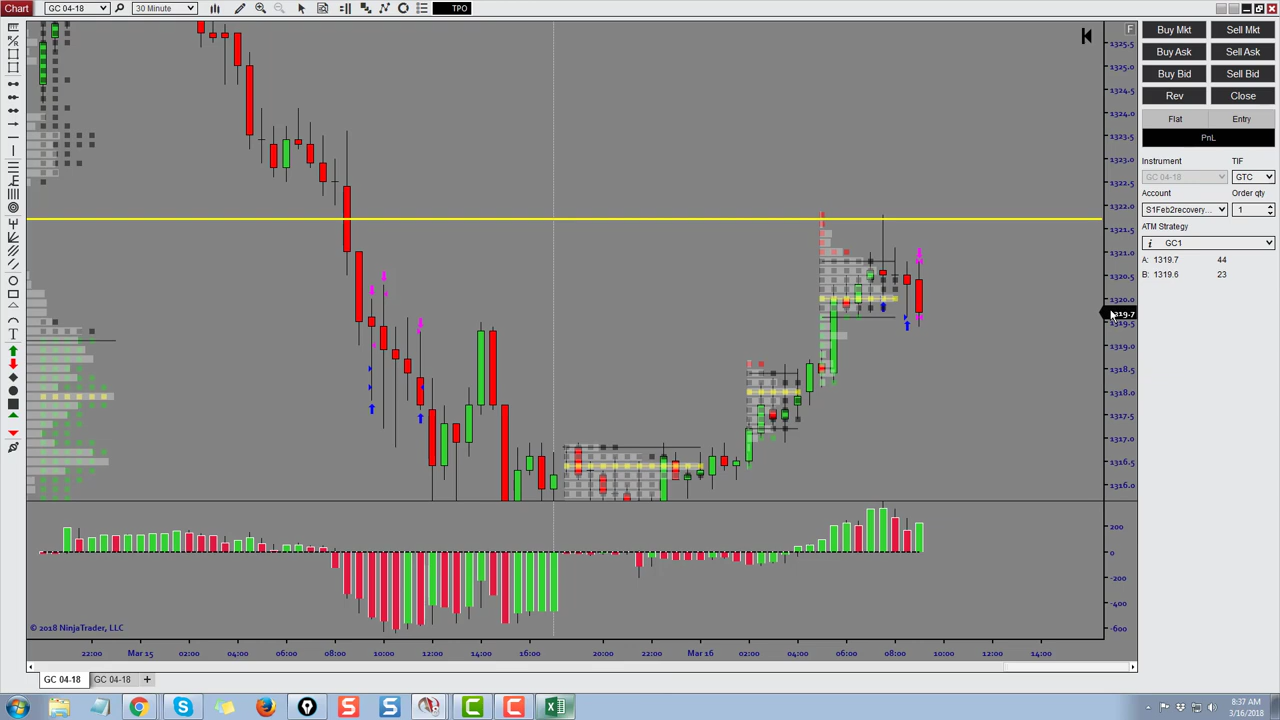 Chart
GC 04-18
30 Minute
TPO
F
1325.5
1325.0
1324.5
1324.0
1323.5
1323.0
1322.5
1322.0
1321.5
1321.0
1320.5
1320.0
1319.7
1319.5
1319.0
1318.5
1318.0
1317.5
1317.0
1316.5
1316.0
200
0
-200
-400
-600
© 2018 NinjaTrader, LLC
22:00 Mar 15 02:00 04:00 06:00 08:00 10:00 12:00 14:00 16:00 20:00 22:00 Mar 16 02:00 04:00 06:00 08:00 10:00 12:00 14:00
GC 04-18 GC 04-18 +
Buy Mkt Sell Mkt
Buy Ask Sell Ask
Buy Bid Sell Bid
Rev Close
Flat Entry
PnL
Instrument TIF
GC 04-18 GTC
Account Order qty
S1Feb2recovery... 1
ATM Strategy
i GC1
A: 1319.7 44
B: 1319.6 23
8:37 AM
3/16/2018